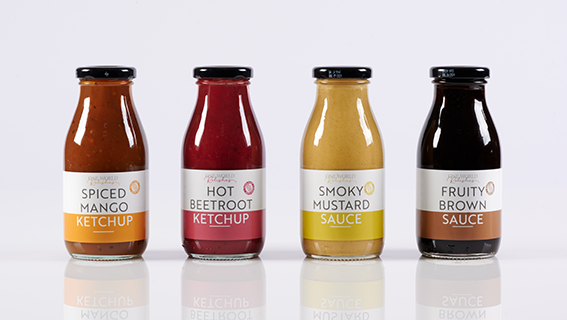 SPICED
MANGO
KETCHUP
HOT
BEETROOT
KETCHUP
SMOKY
MUSTARD
SAUCE
FRUITY
BROWN
SAUCE